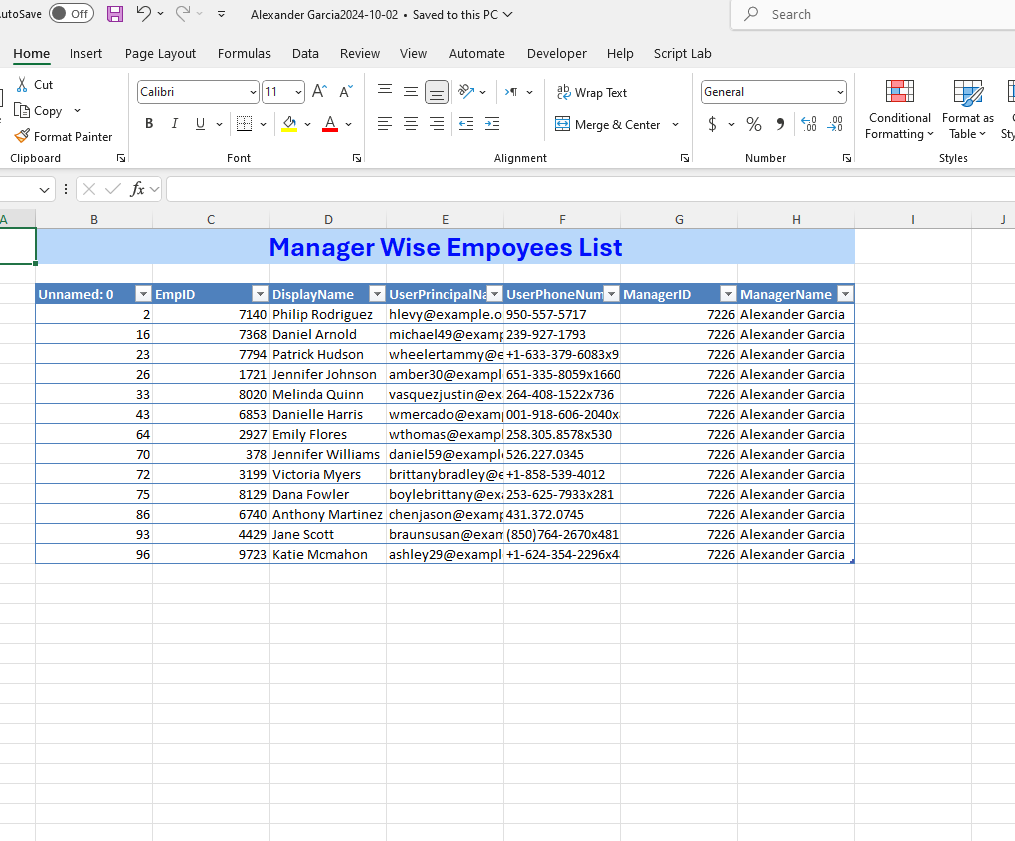 utoSave Off Alexander Garcia2024-10-02 • Saved to this PC Search
Home Insert Page Layout Formulas Data Review View Automate Developer Help Script Lab
Cut
Copy
Format Painter
Clipboard
Calibri 11
B I U A
Font
Wrap Text
Merge & Center
Alignment
General
$ % 9
Number
Conditional Formatting
Format as Table
Styles
fx
A B C D E F G H I J
Manager Wise Empoyees List
Unnamed: 0 EmpID DisplayName UserPrincipalNa UserPhoneNum ManagerID ManagerName
2 7140 Philip Rodriguez hlevy@example.o 950-557-5717 7226 Alexander Garcia
16 7368 Daniel Arnold michael49@examp 239-927-1793 7226 Alexander Garcia
23 7794 Patrick Hudson wheelertammy@e +1-633-379-6083x9 7226 Alexander Garcia
26 1721 Jennifer Johnson amber30@exampl 651-335-8059x1660 7226 Alexander Garcia
33 8020 Melinda Quinn vasquezjustin@ex 264-408-1522x736 7226 Alexander Garcia
43 6853 Danielle Harris wmercado@exam 001-918-606-2040x 7226 Alexander Garcia
64 2927 Emily Flores wthomas@exampl 258.305.8578x530 7226 Alexander Garcia
70 378 Jennifer Williams daniel59@exampl 526.227.0345 7226 Alexander Garcia
72 3199 Victoria Myers brittanybradley@e +1-858-539-4012 7226 Alexander Garcia
75 8129 Dana Fowler boylebrittany@exa 253-625-7933x281 7226 Alexander Garcia
86 6740 Anthony Martinez chenjason@examp 431.372.0745 7226 Alexander Garcia
93 4429 Jane Scott braunsusan@exam (850)764-2670x481 7226 Alexander Garcia
96 9723 Katie Mcmahon ashley29@exampl +1-624-354-2296x4 7226 Alexander Garcia